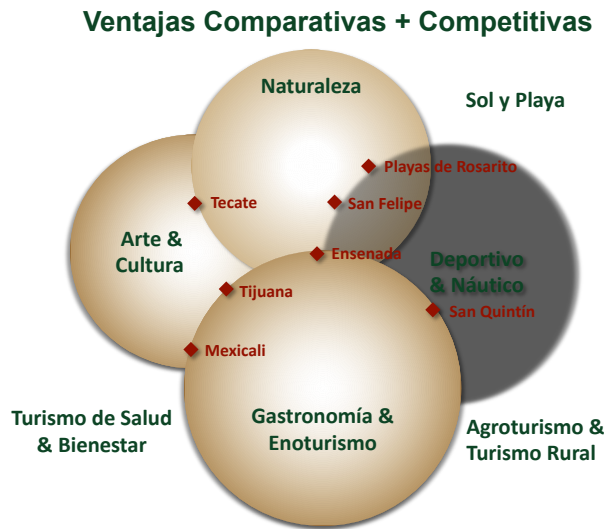 Ventajas Comparativas + Competitivas
Naturaleza
Sol y Playa
Playas de Rosarito
Tecate
San Felipe
Arte &
Cultura
Ensenada
Deportivo
& Náutico
Tijuana
San Quintín
Mexicali
Turismo de Salud
& Bienestar
Gastronomía &
Enoturismo
Agroturismo &
Turismo Rural